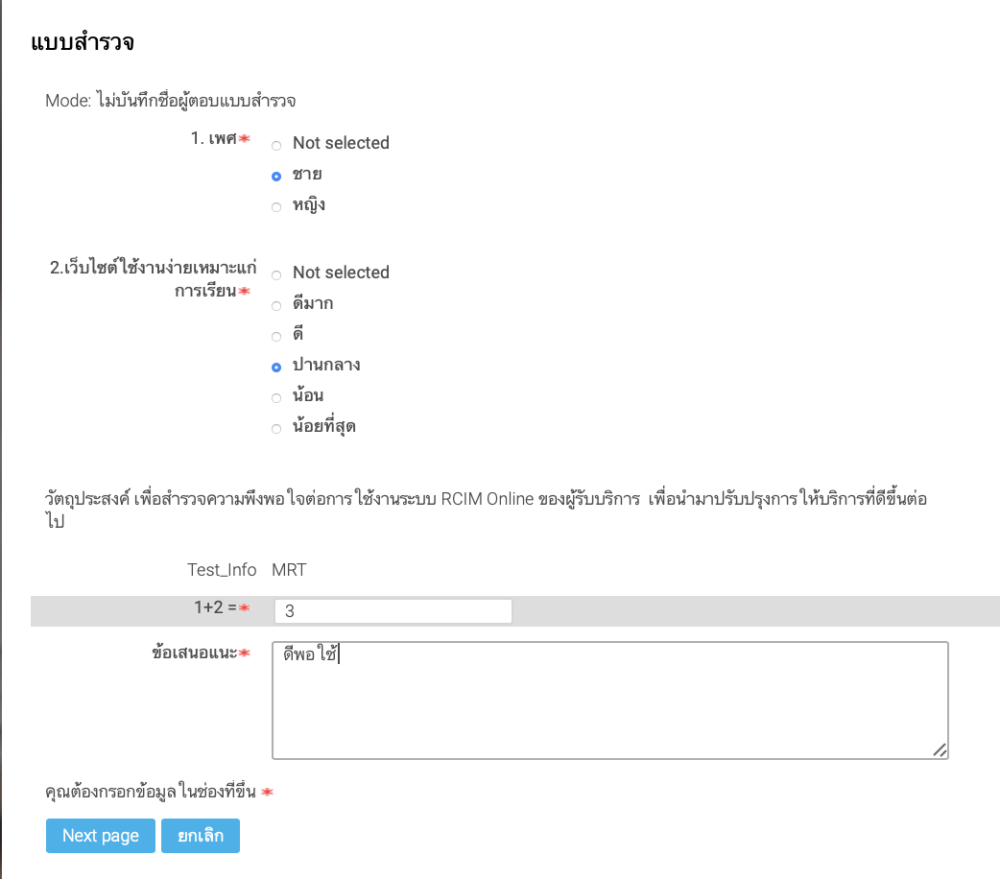 แบบสำรวจ
Mode: ไม่บันทึกชื่อผู้ตอบแบบสำรวจ
1. เพศ
Not selected
ชาย
หญิง
2.เว็บไซต์ใช้งานง่ายเหมาะแก่
การเรียน
Not selected
ดีมาก
ดี
ปานกลาง
น้อน
น้อยที่สุด
วัตถุประสงค์ เพื่อสำรวจความพึงพอใจต่อการใช้งานระบบ RCIM Online ของผู้รับบริการ เพื่อนำมาปรับปรุงการให้บริการที่ดีขึ้นต่อ
ไป
Test_Info MRT
1+2 = 3
ข้อเสนอแนะ ดีพอใช้
คุณต้องกรอกข้อมูลในช่องที่ขึ้น
Next page ยกเลิก